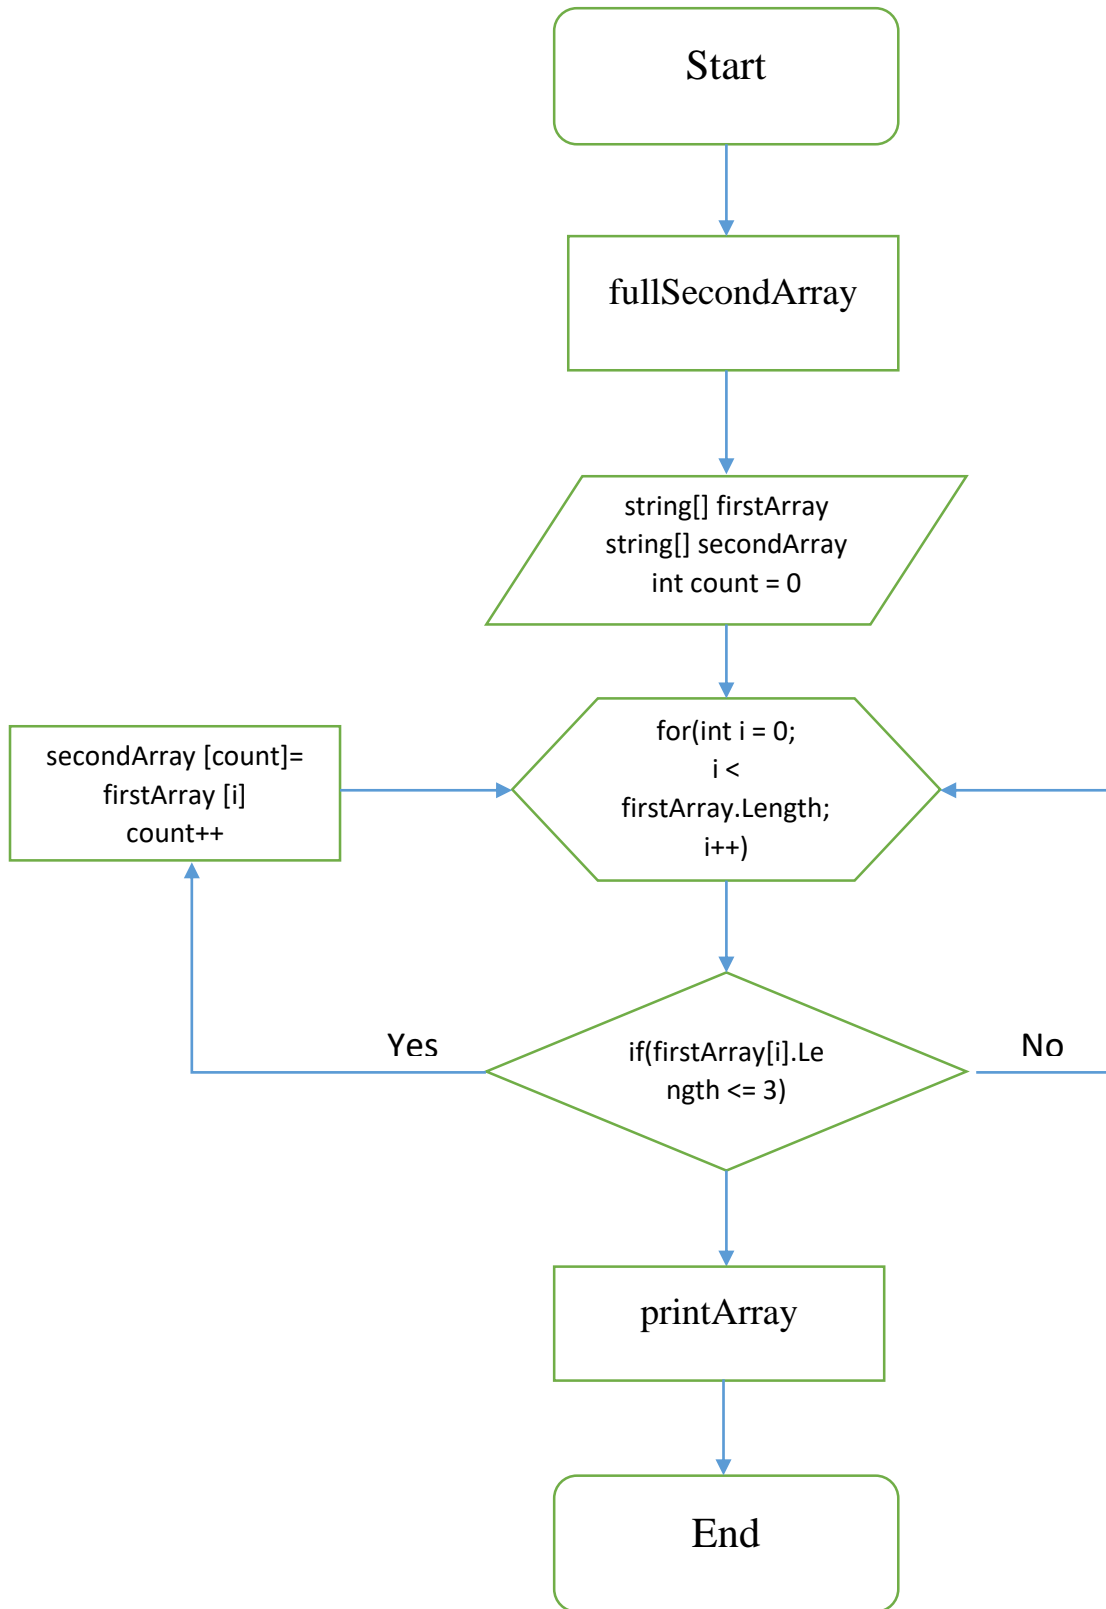 Start
fullSecondArray
string[] firstArray
string[] secondArray
int count = 0
secondArray [count]=
firstArray [i]
count++
for(int i = 0;
i <
firstArray.Length;
i++)
Yes
if(firstArray[i].Le
ngth <= 3)
No
printArray
End